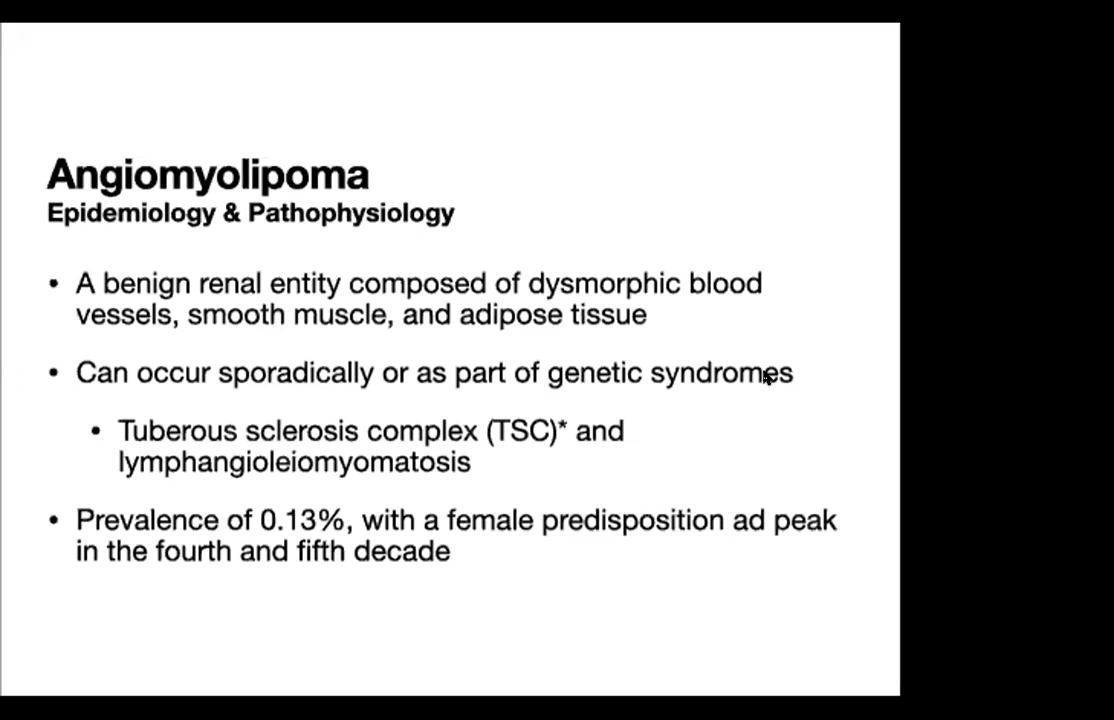 Angiomyolipoma
Epidemiology & Pathophysiology
• A benign renal entity composed of dysmorphic blood
vessels, smooth muscle, and adipose tissue
• Can occur sporadically or as part of genetic syndromes
• Tuberous sclerosis complex (TSC)* and
lymphangioleiomyomatosis
• Prevalence of 0.13%, with a female predisposition ad peak
in the fourth and fifth decade